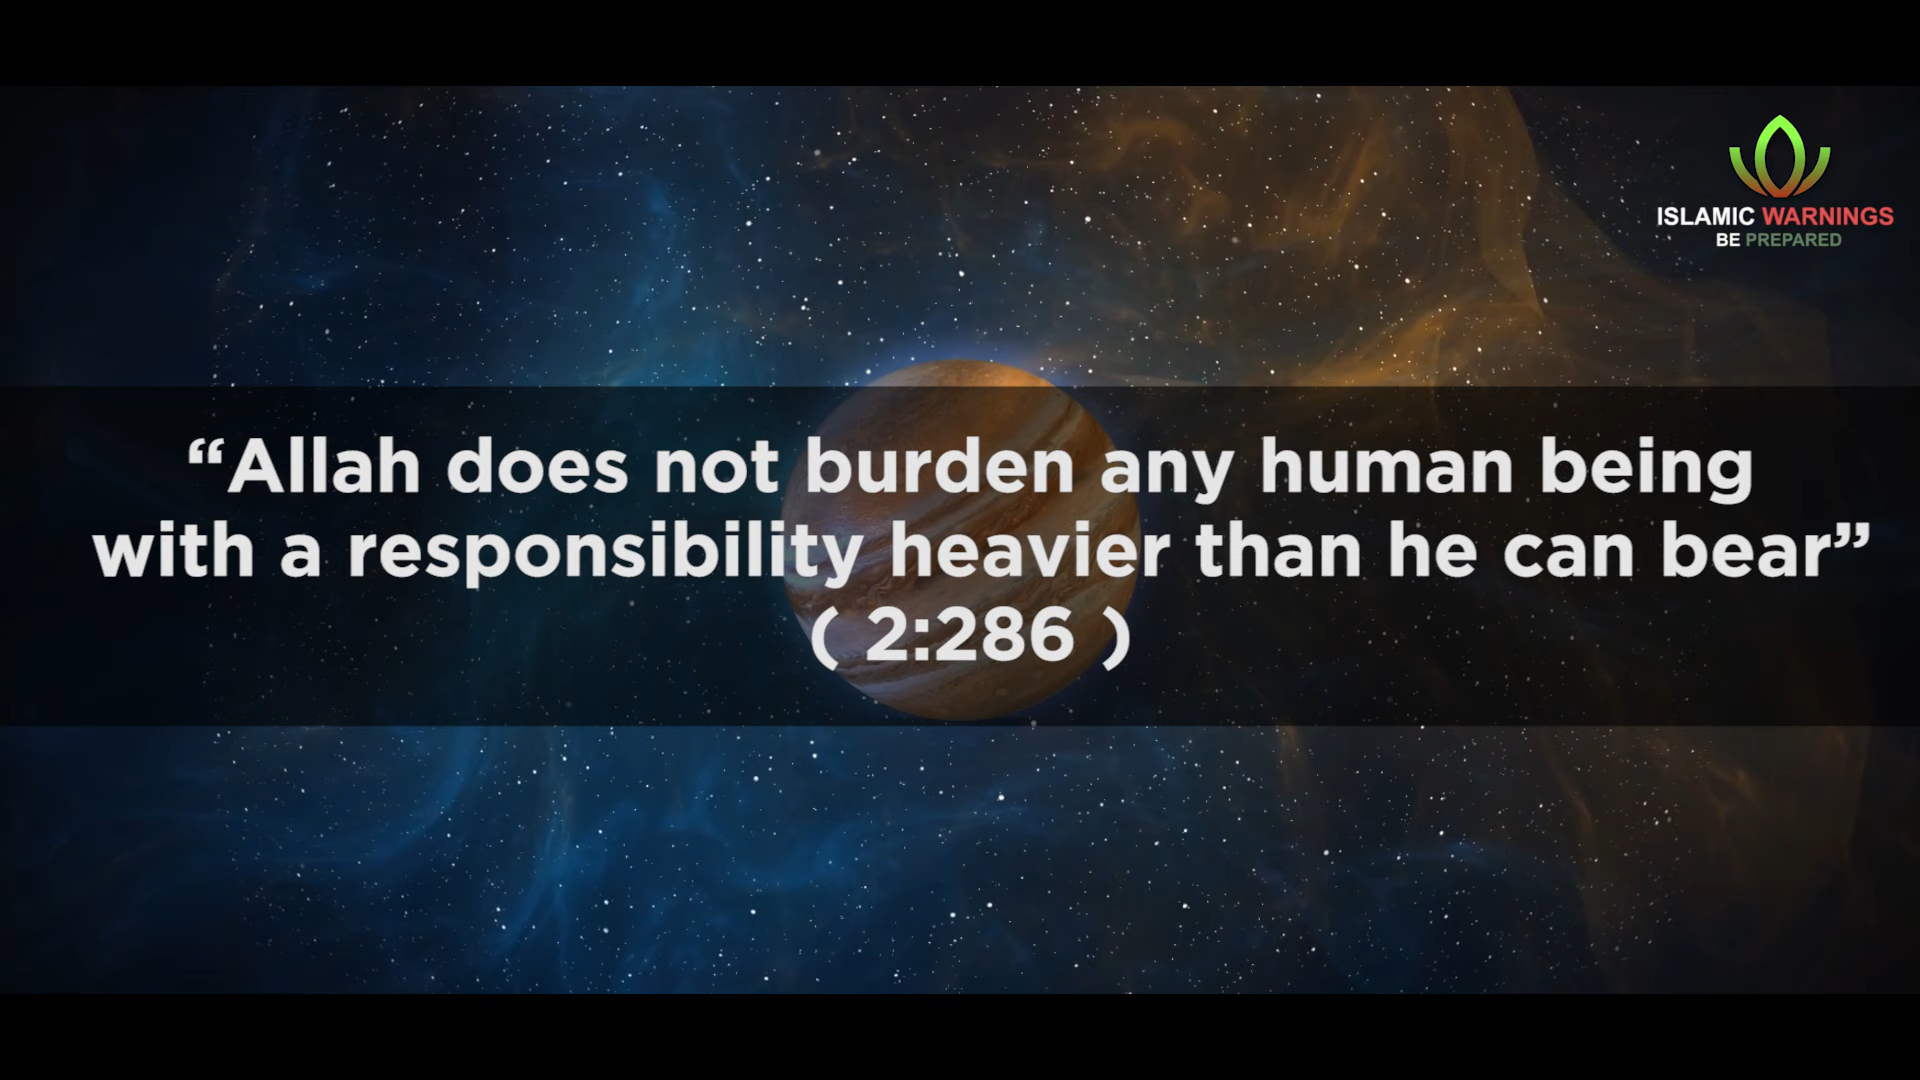 ISLAMIC WARNINGS
BE PREPARED
“Allah does not burden any human being
with a responsibility heavier than he can bear”
( 2:286 )